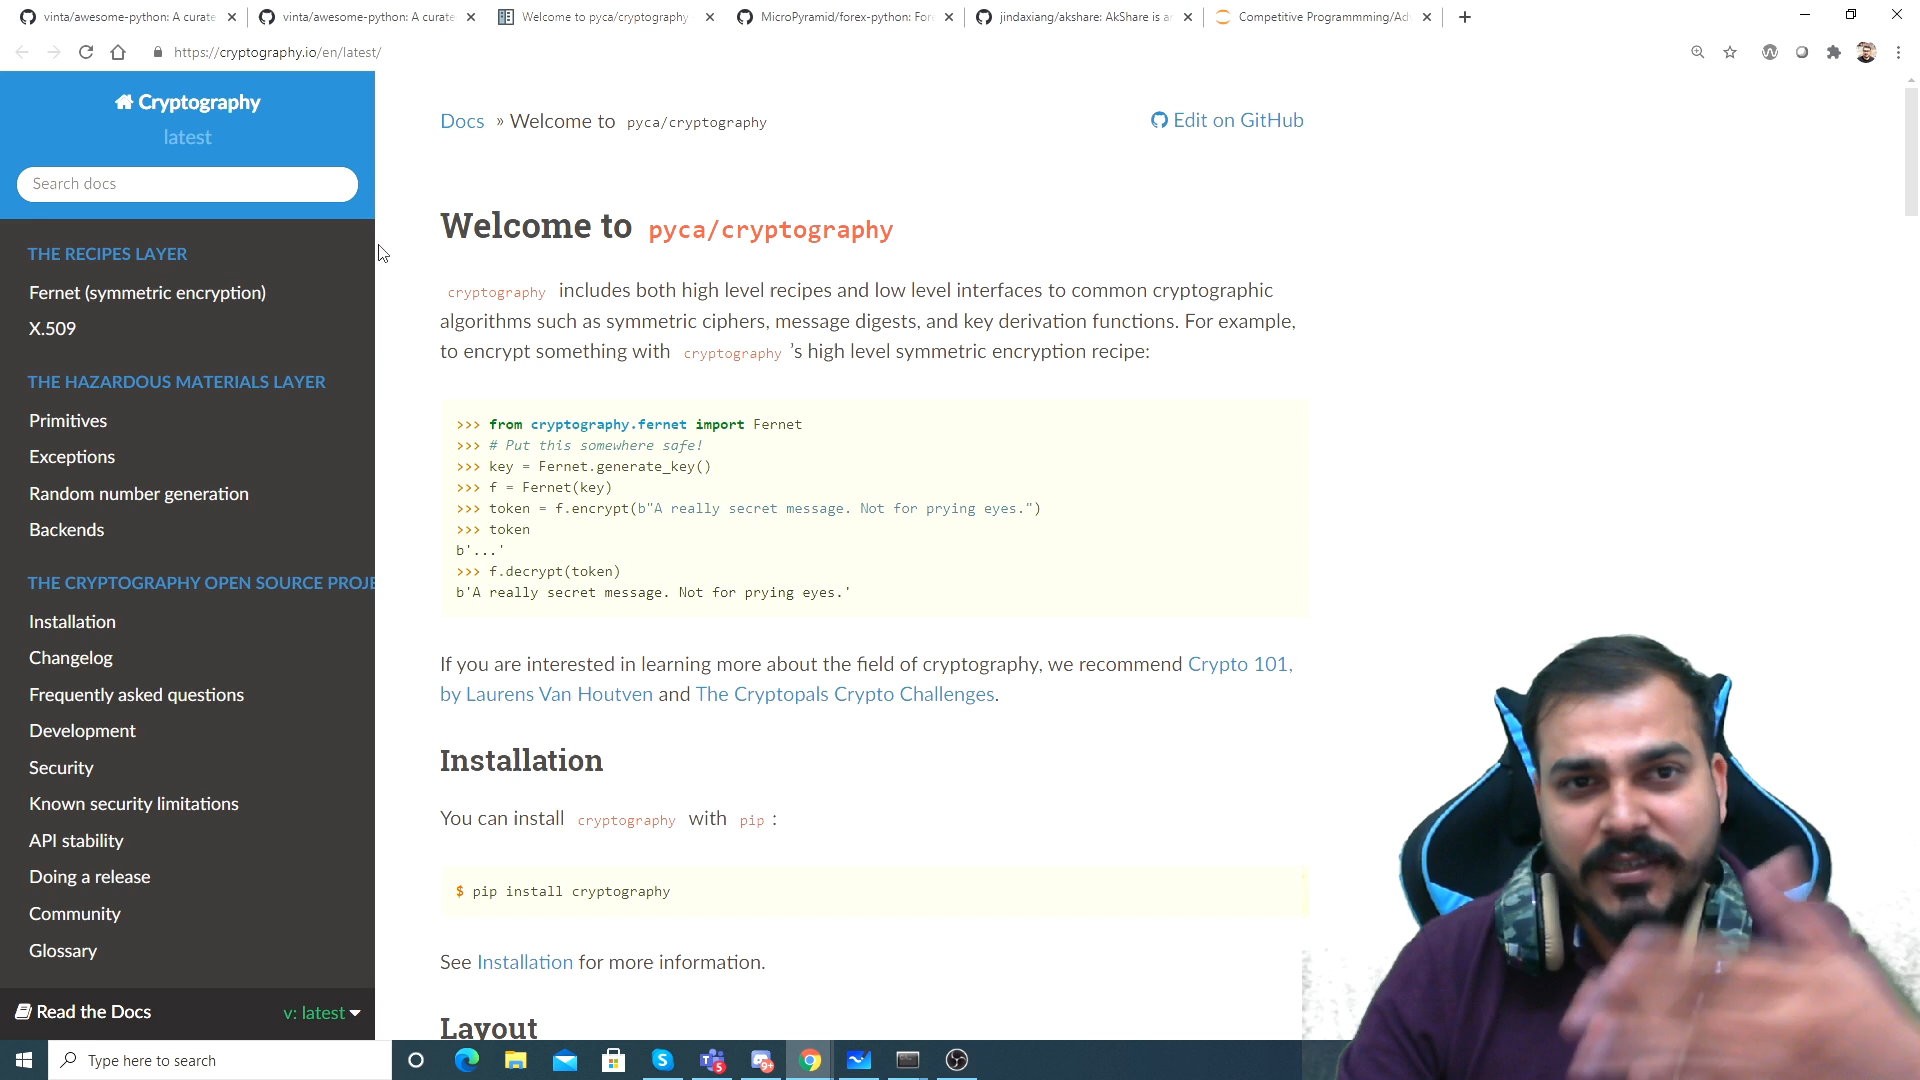 vinta/awesome-python: A curate
vinta/awesome-python: A curate
Welcome to pyca/cryptography
MicroPyramid/forex-python: For
jindaxiang/akshare: AkShare is a
Competitive Programmming/Ad
https://cryptography.io/en/latest/
Cryptography
latest
Search docs
THE RECIPES LAYER
Fernet (symmetric encryption)
X.509
THE HAZARDOUS MATERIALS LAYER
Primitives
Exceptions
Random number generation
Backends
THE CRYPTOGRAPHY OPEN SOURCE PROJE
Installation
Changelog
Frequently asked questions
Development
Security
Known security limitations
API stability
Doing a release
Community
Glossary
Read the Docs
v: latest
Docs » Welcome to pyca/cryptography
Edit on GitHub
Welcome to pyca/cryptography
cryptography includes both high level recipes and low level interfaces to common cryptographic
algorithms such as symmetric ciphers, message digests, and key derivation functions. For example,
to encrypt something with cryptography 's high level symmetric encryption recipe:
>>> from cryptography.fernet import Fernet
>>> # Put this somewhere safe!
>>> key = Fernet.generate_key()
>>> f = Fernet(key)
>>> token = f.encrypt(b"A really secret message. Not for prying eyes.")
>>> token
b'...'
>>> f.decrypt(token)
b'A really secret message. Not for prying eyes.'
If you are interested in learning more about the field of cryptography, we recommend Crypto 101,
by Laurens Van Houtven and The Cryptopals Crypto Challenges.
Installation
You can install cryptography with pip :
$ pip install cryptography
See Installation for more information.
Layout
Type here to search